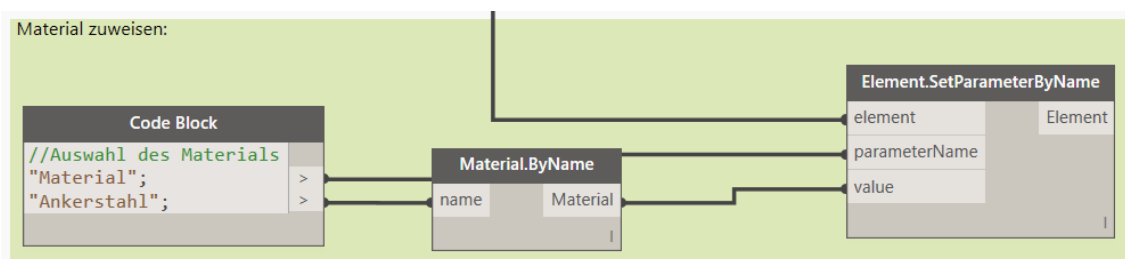 Material zuweisen:
Code Block
//Auswahl des Materials
"Material"; >
"Ankerstahl"; >
Material.ByName
name Material
Element.SetParameterByName
element Element
parameterName
value